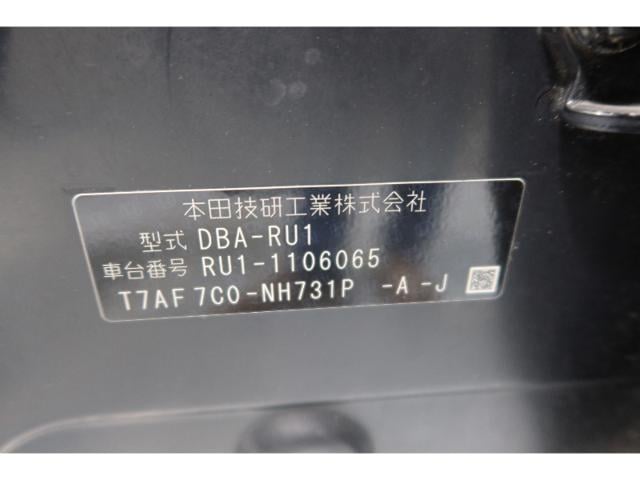 本田技研工業株式会社
型式 DBA-RU1
車台番号 RU1-1106065
T7AF 7C0-NH731P -A -J